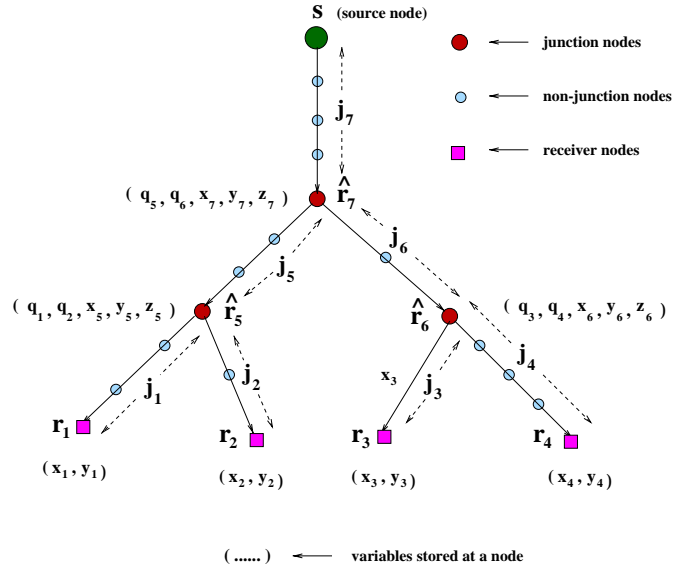 S (source node)
junction nodes
j7
non-junction nodes
receiver nodes
( q5 , q6 , x7 , y7 , z7 )
r̂7
j6
j5
( q1 , q2 , x5 , y5 , z5 )
r̂5
r̂6
( q3 , q4 , x6 , y6 , z6 )
j4
j1
j2
x3
j3
r1
r2
r3
r4
( x1 , y1 )
( x2 , y2 )
( x3 , y3 )
( x4 , y4 )
( ...... )
variables stored at a node